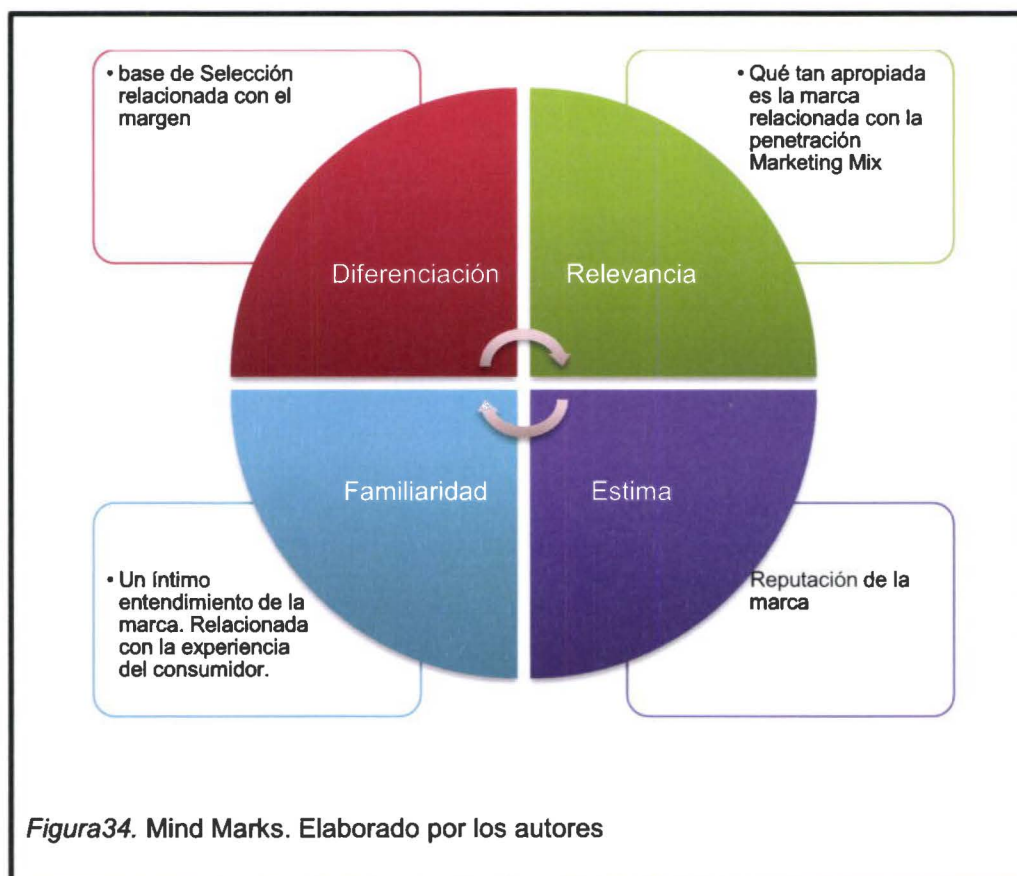 • base de Selección
relacionada con el
margen
• Qué tan apropiada
es la marca
relacionada con la
penetración
Marketing Mix
Diferenciación
Relevancia
Familiaridad
Estima
• Un íntimo
entendimiento de la
marca. Relacionada
con la experiencia
del consumidor.
Reputación de la
marca
Figura34. Mind Marks. Elaborado por los autores